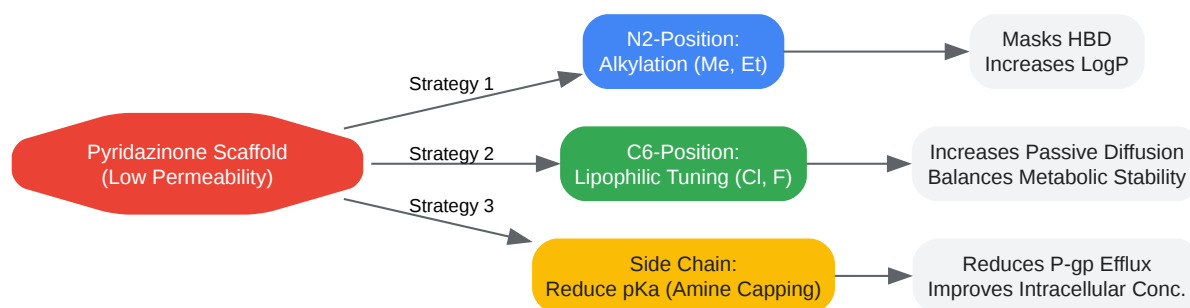 Pyridazinone Scaffold
(Low Permeability)
Strategy 1
N2-Position:
Alkylation (Me, Et)
Masks HBD
Increases LogP
Strategy 2
C6-Position:
Lipophilic Tuning (Cl, F)
Increases Passive Diffusion
Balances Metabolic Stability
Strategy 3
Side Chain:
Reduce pKa (Amine Capping)
Reduces P-gp Efflux
Improves Intracellular Conc.